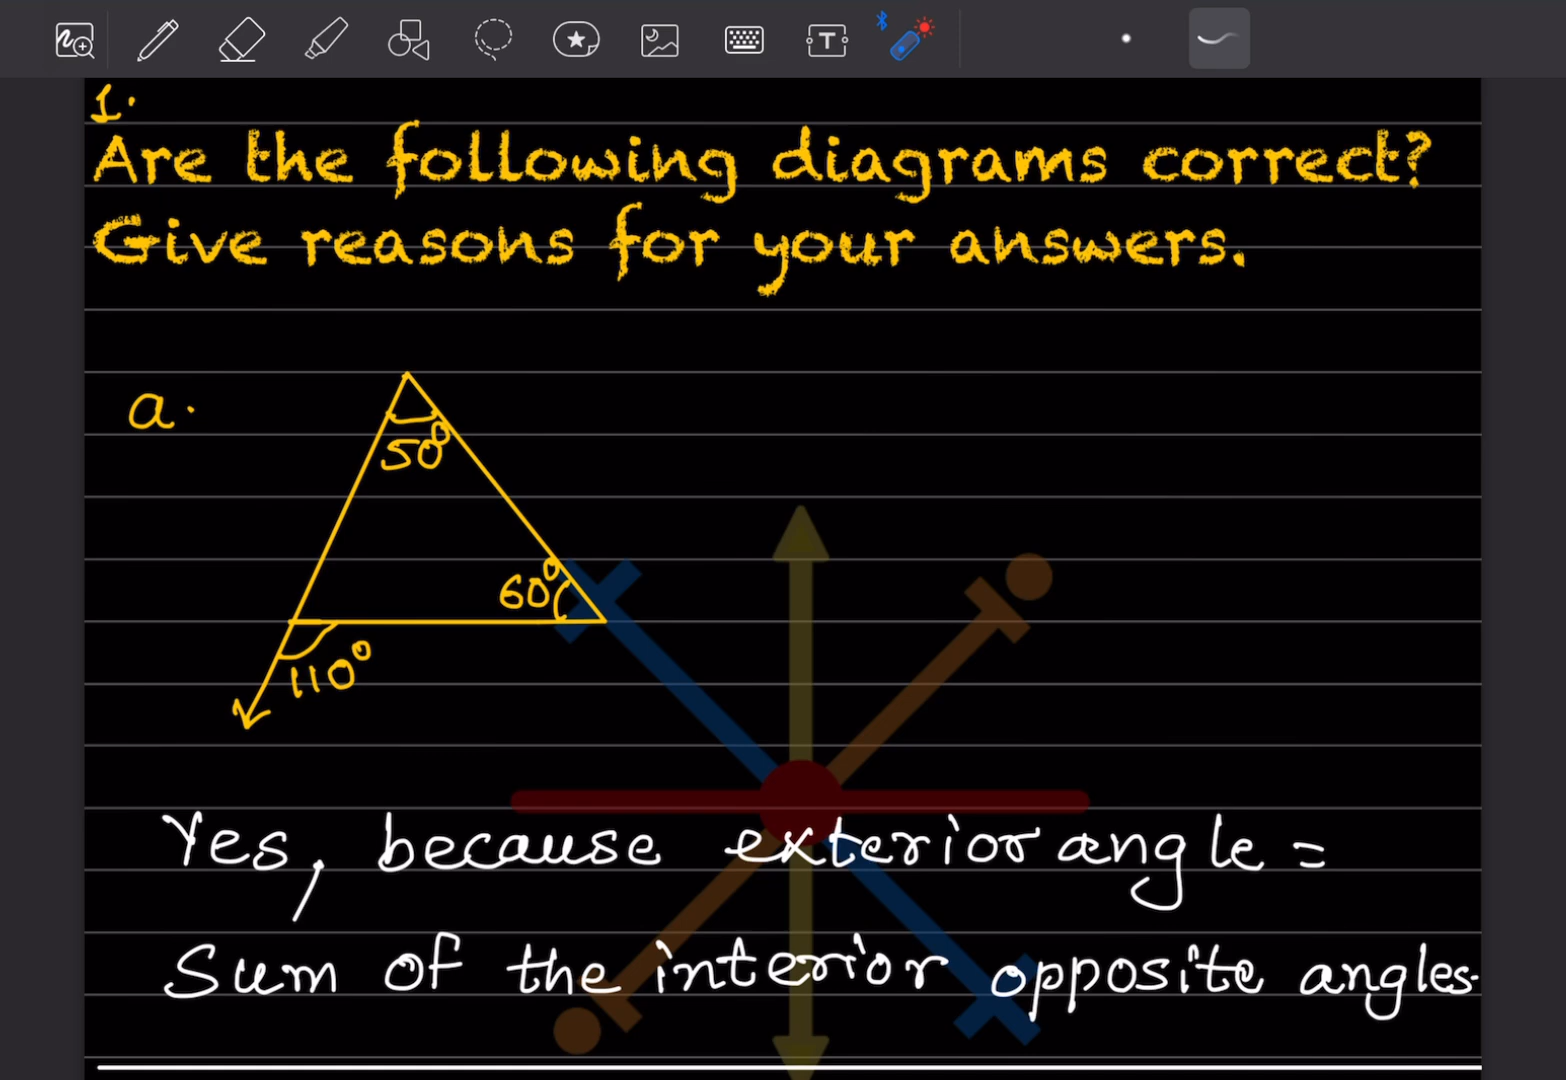 1.
Are the following diagrams correct?
Give reasons for your answers.
a.
50°
60°
110°
Yes, because exterior angle =
Sum of the interior opposite angles.